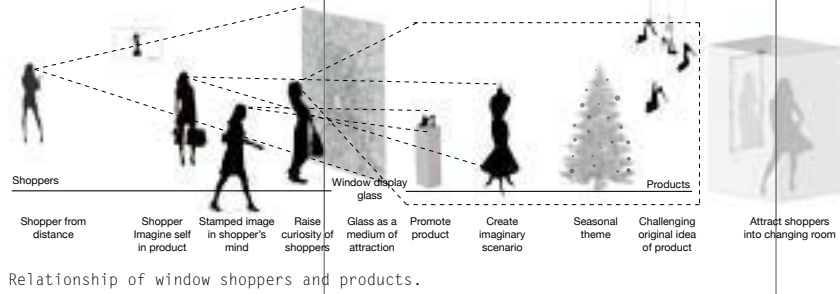 Shoppers
Window display
glass
Products
Shopper from
distance
Shopper
Imagine self
in product
Stamped image
in shopper's
mind
Raise
curiosity of
shoppers
Glass as a
medium of
attraction
Promote
product
Create
imaginary
scenario
Seasonal
theme
Challenging
original idea
of product
Attract shoppers
into changing room
Relationship of window shoppers and products.